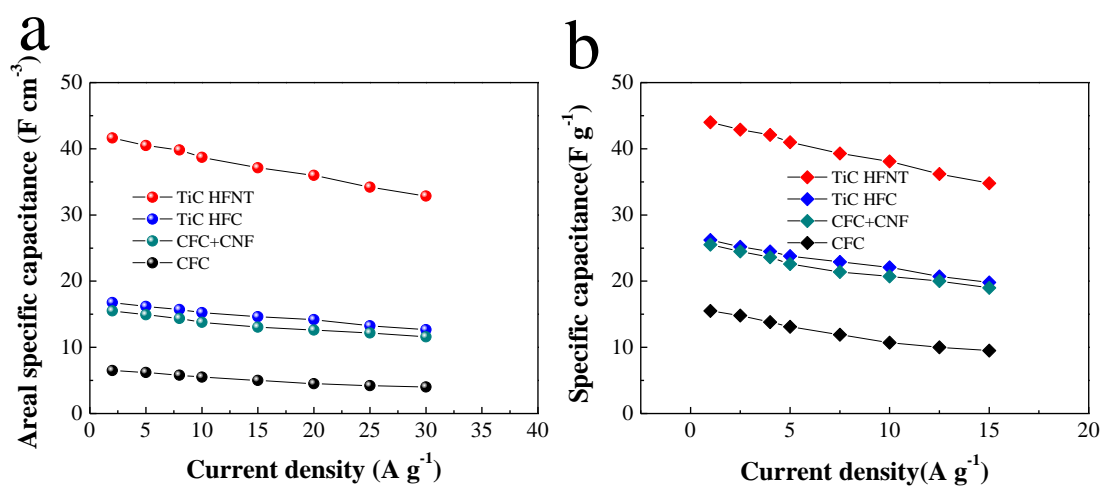 a
Areal specific capacitance (F cm⁻³)
50
40
30
20
10
0
TiC HFNT
TiC HFC
CFC+CNF
CFC
0 5 10 15 20 25 30 35 40
Current density (A g⁻¹)
b
Specific capacitance(F g⁻¹)
50
40
30
20
10
0
TiC HFNT
TiC HFC
CFC+CNF
CFC
0 5 10 15 20
Current density(A g⁻¹)